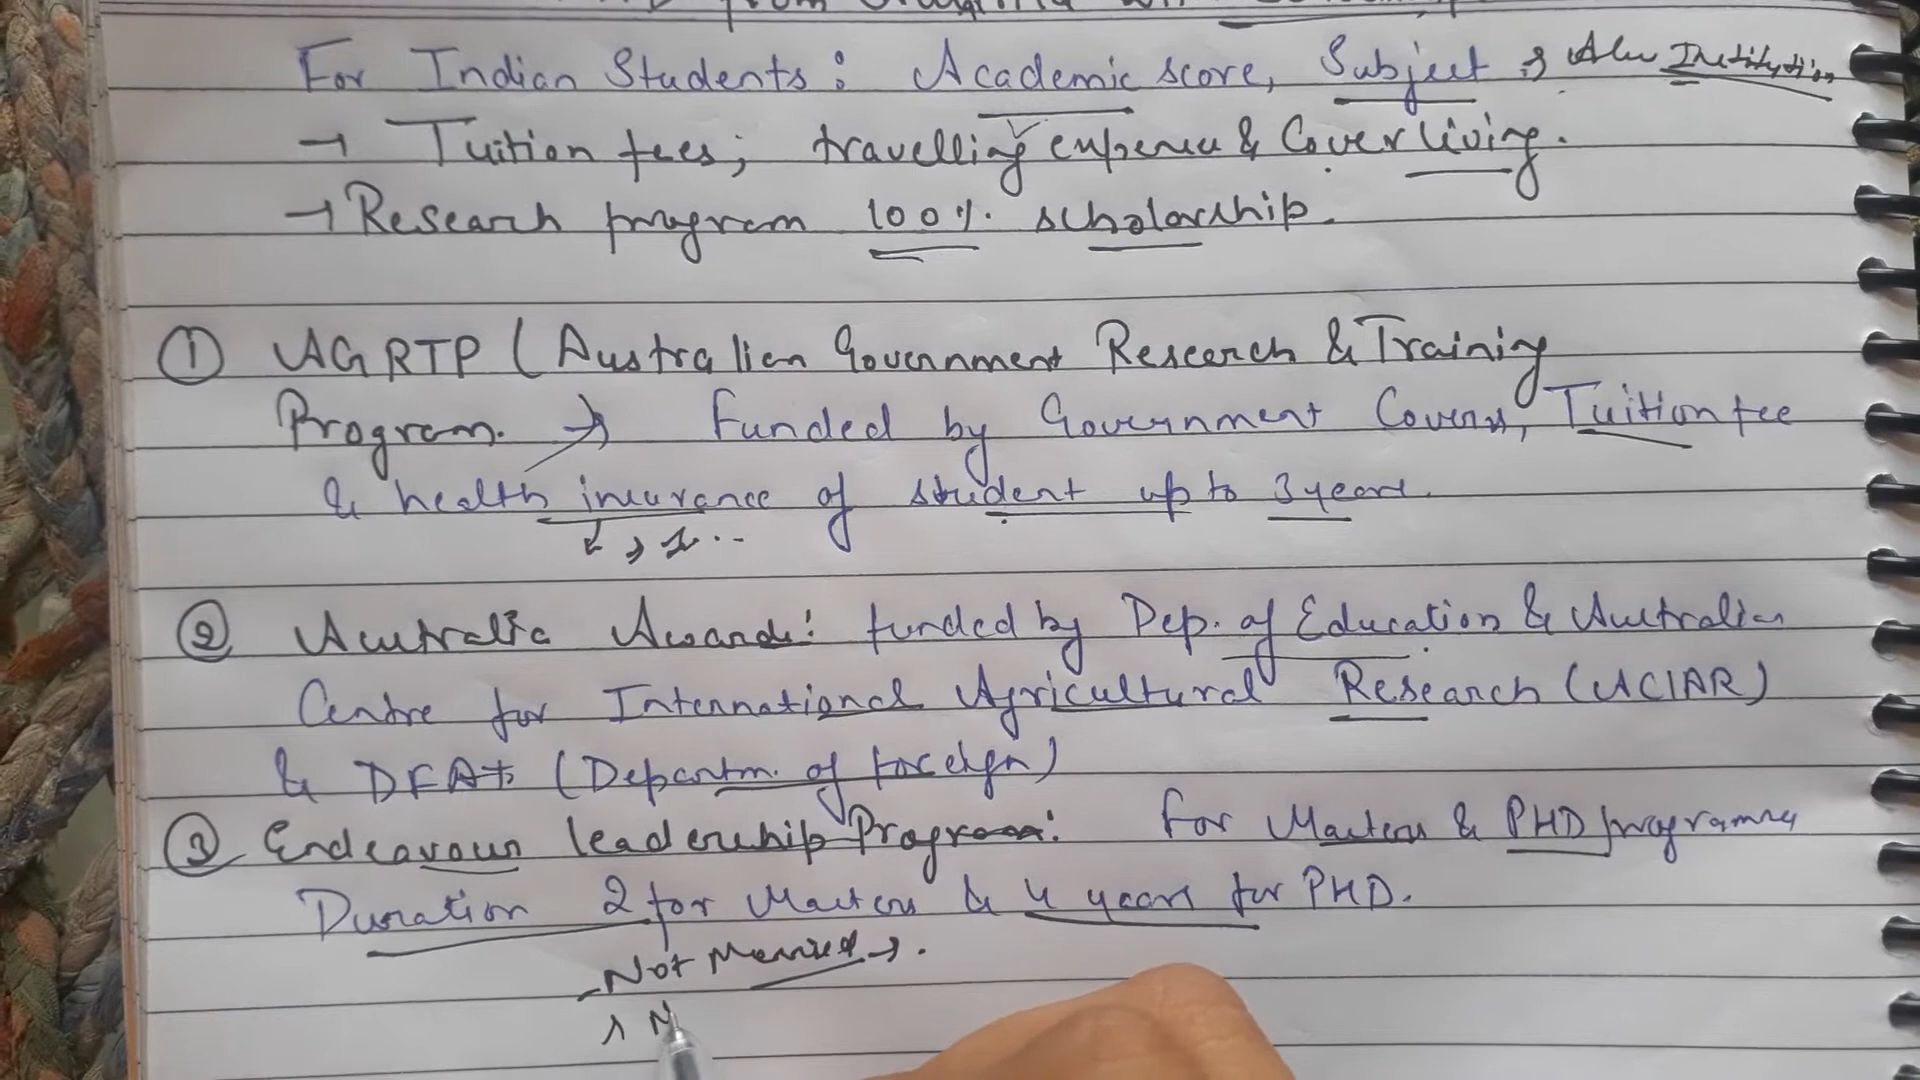 from
For Indian Students: Academic score, Subject & Also Institution
→ Tuition fees; travelling expense & Cover living.
→ Research program 100% scholarship.
① AGRTP (Australian Government Research & Training
Program. → Funded by Government Covers, Tuition fee
& health insurance of student up to 3 years.
② Australia Awards: funded by Dep. of Education & Australian
Centre for International Agricultural Research (ACIAR)
& DFAT (Departm. of foreign)
③ Endeavour leadership Program: For Masters & PHD programmes
Duration 2 for Masters & 4 years for PHD.
- Not Married →.
N